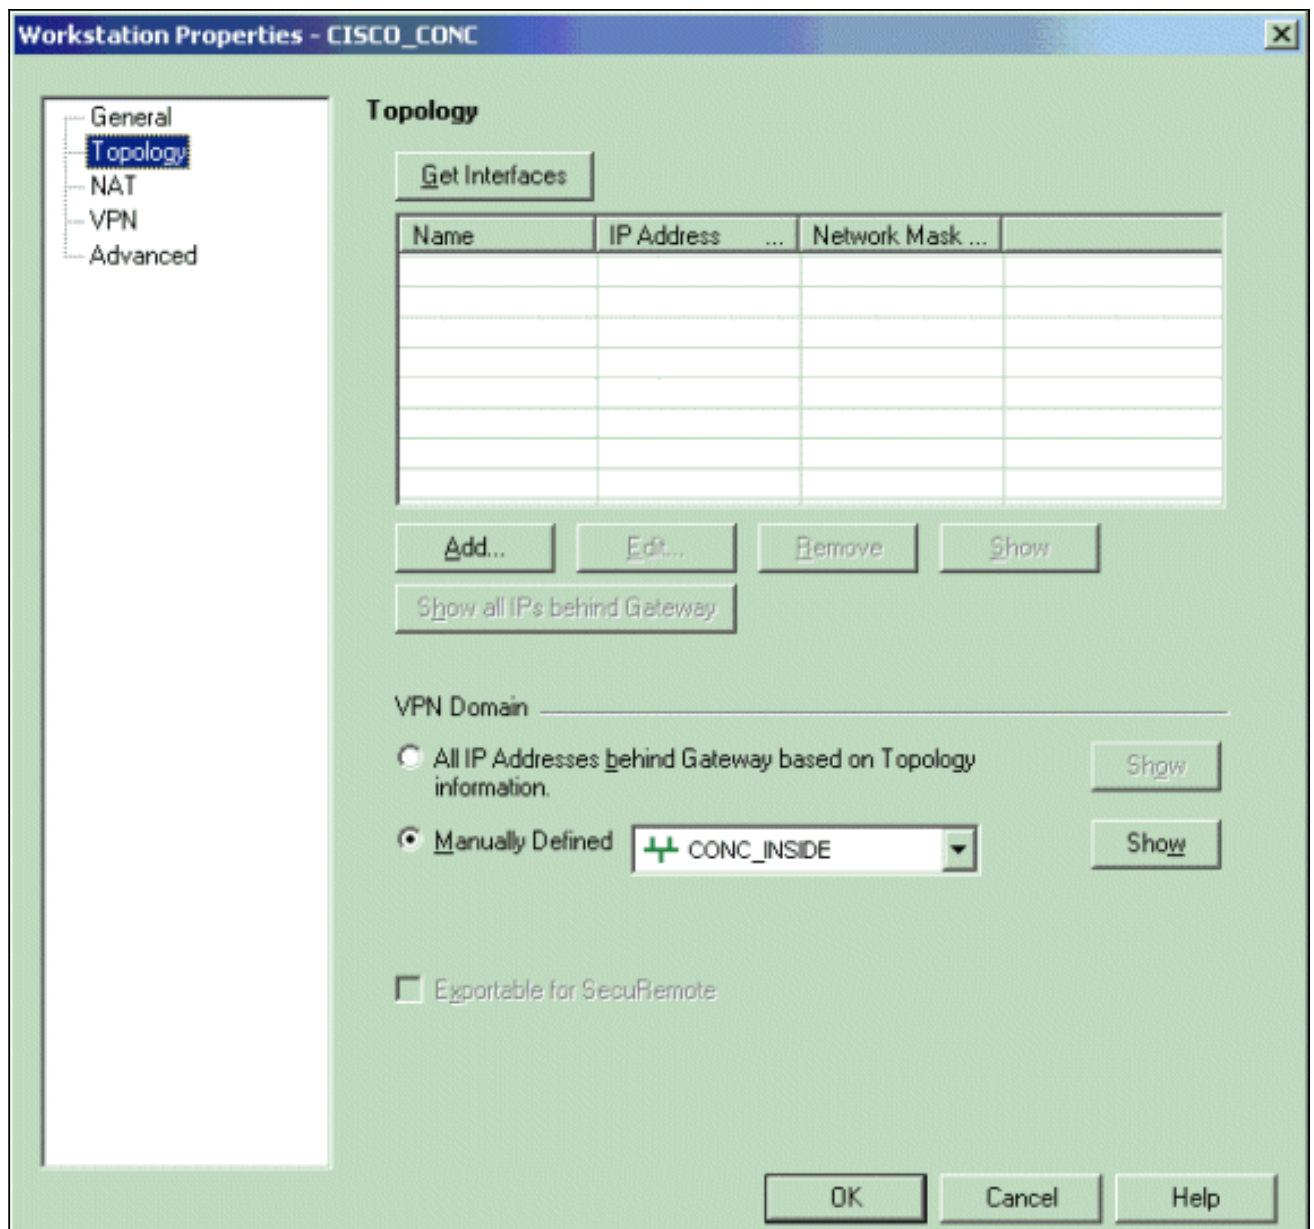 Workstation Properties - CISCO_CONC
General
Topology
NAT
VPN
Advanced
Topology
Get Interfaces
Name IP Address ... Network Mask ...
Add... Edit... Remove Show
Show all IPs behind Gateway
VPN Domain
All IP Addresses behind Gateway based on Topology
information.
Show
Manually Defined CONC_INSIDE Show
Exportable for SecuRemote
OK Cancel Help